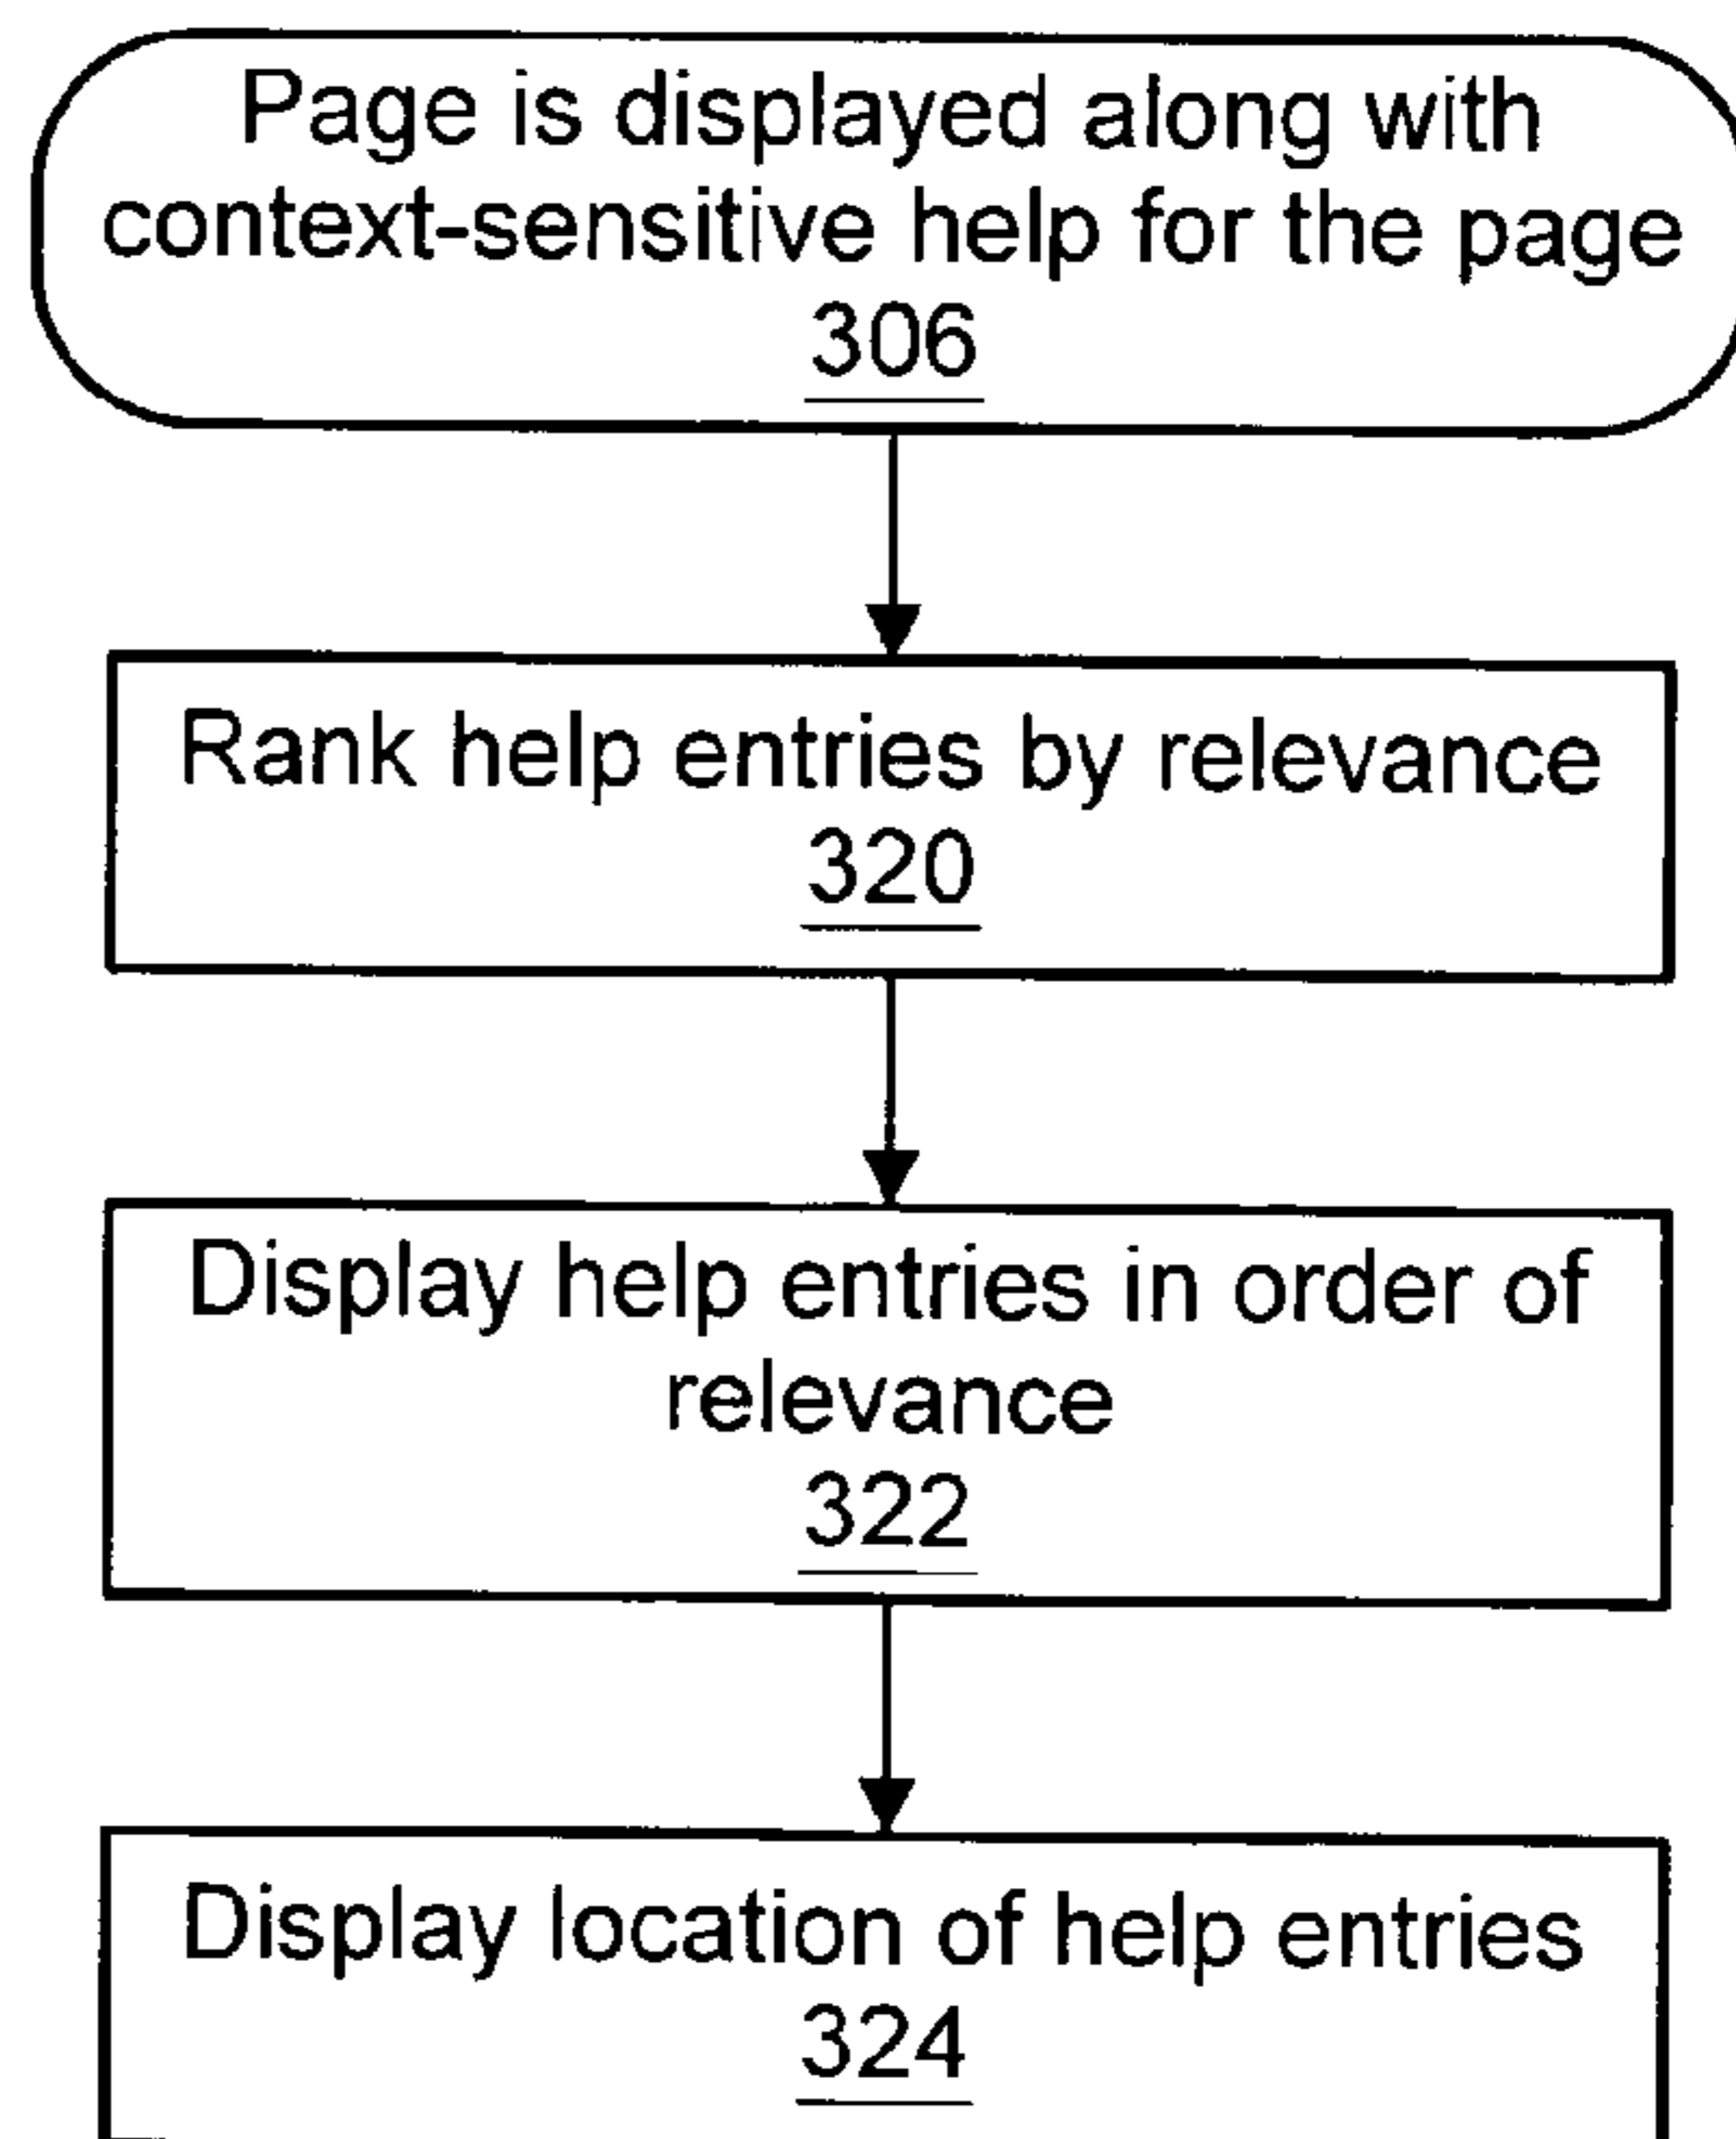 Page is displayed along with
context-sensitive help for the page
306
Rank help entries by relevance
320
Display help entries in order of
relevance
322
Display location of help entries
324